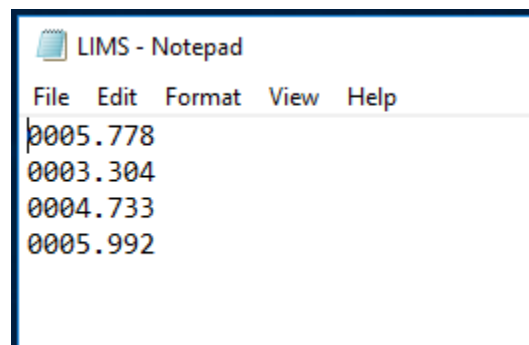 LIMS - Notepad
File Edit Format View Help
0005.778
0003.304
0004.733
0005.992